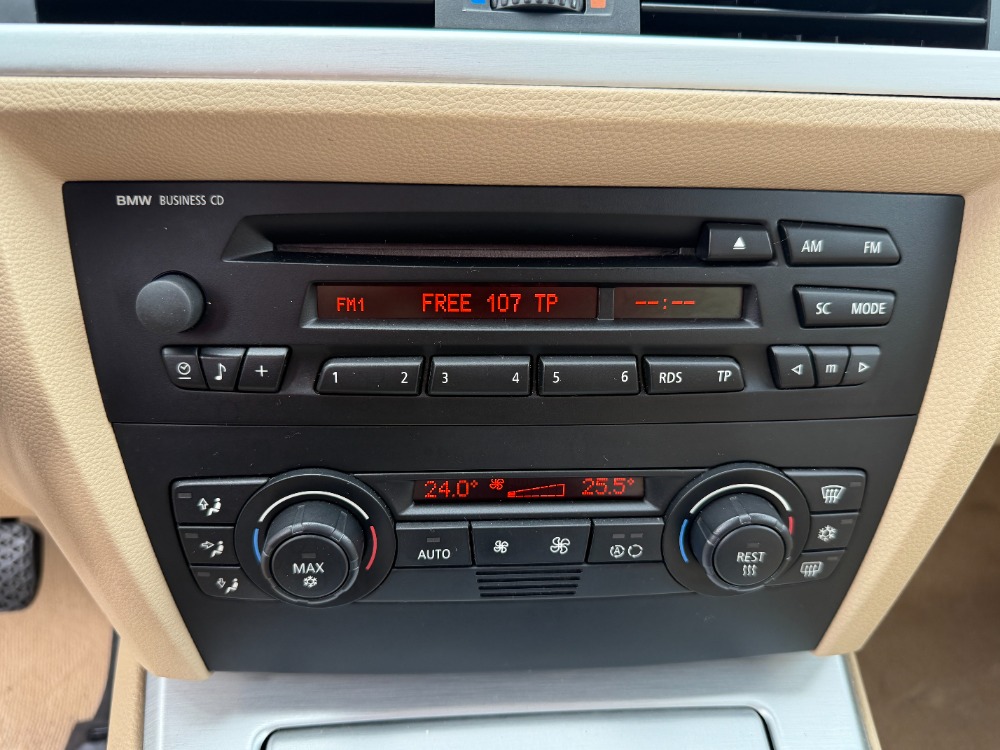 BMW BUSINESS CD
AM FM
FM1 FREE 107 TP --:--
SC MODE
1 2 3 4 5 6 RDS TP m
24.0° 25.5°
AUTO
MAX
A
REST